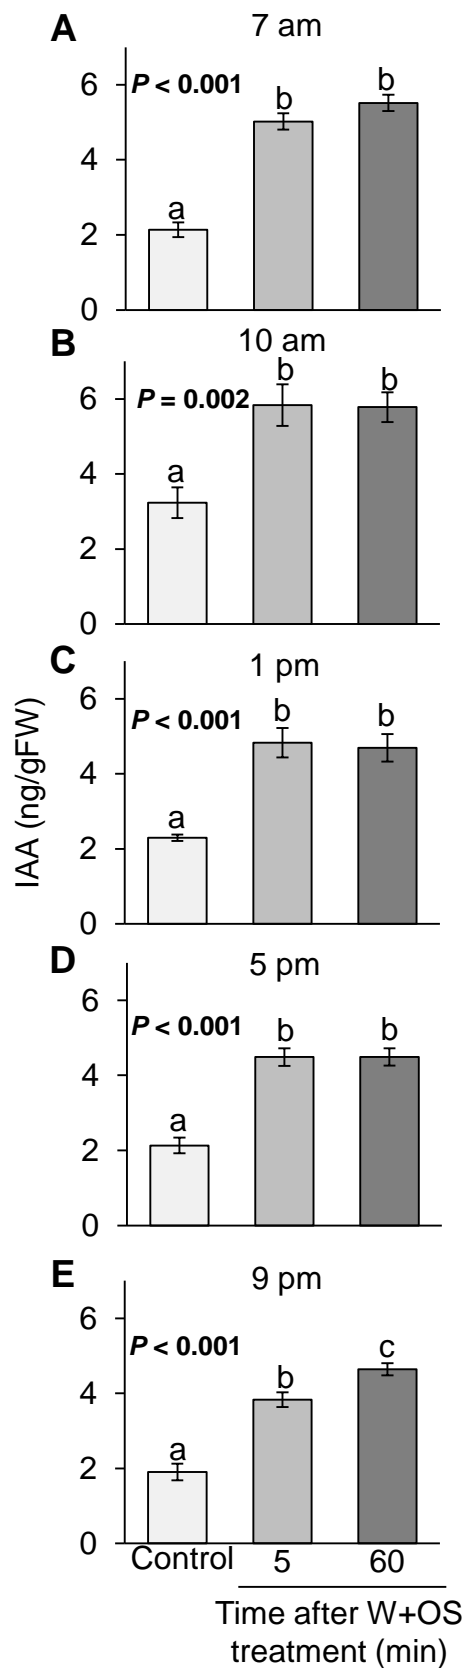 A 7 am
6
P < 0.001
b
b
4
a
2
0
B 10 am
6
P = 0.002
b
b
4
a
2
0
C 1 pm
6
P < 0.001
b
b
4
a
2
0
D 5 pm
6
P < 0.001
b
b
4
a
2
0
E 9 pm
6
P < 0.001
c
b
4
a
2
0
IAA (ng/gFW)
Control 5 60
Time after W+OS
treatment (min)